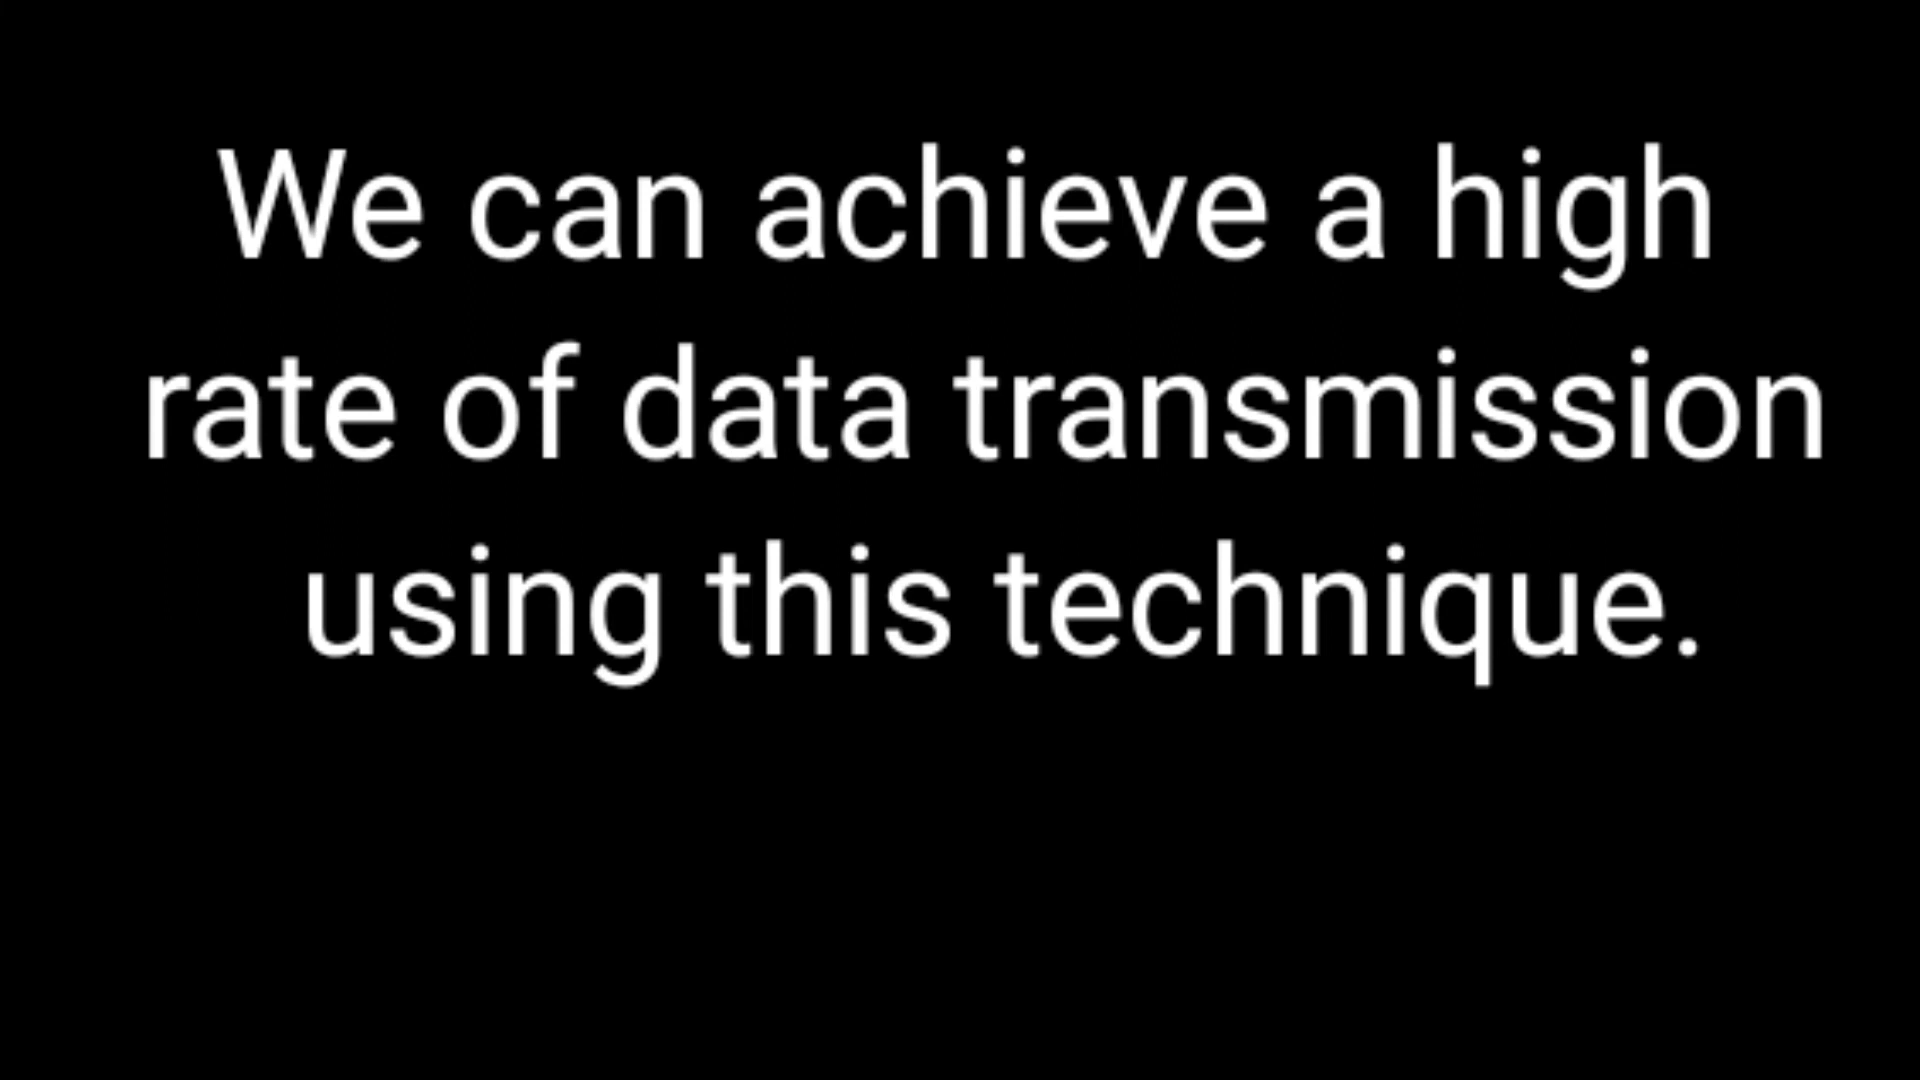 We can achieve a high
rate of data transmission
using this technique.